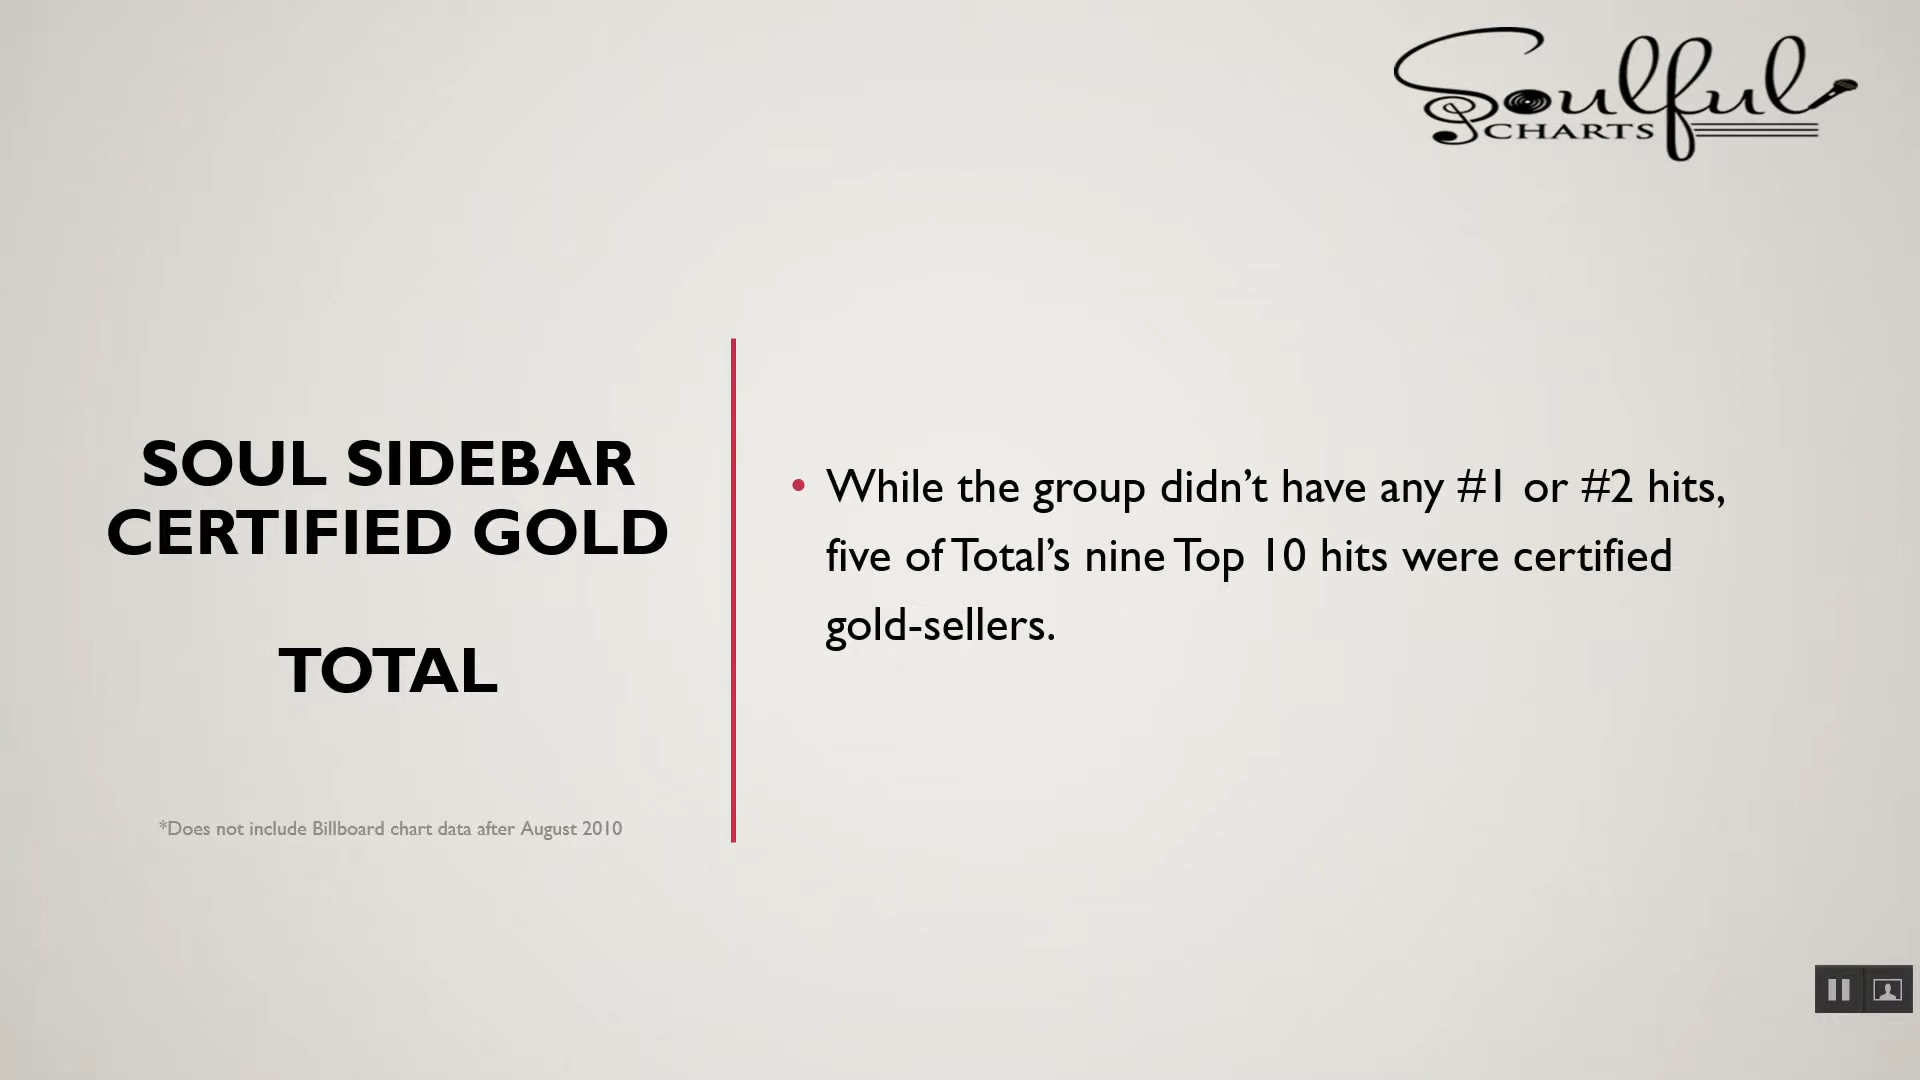 Soulful
CHARTS
SOUL SIDEBAR
CERTIFIED GOLD
TOTAL
*Does not include Billboard chart data after August 2010
• While the group didn’t have any #1 or #2 hits,
five of Total’s nine Top 10 hits were certified
gold-sellers.